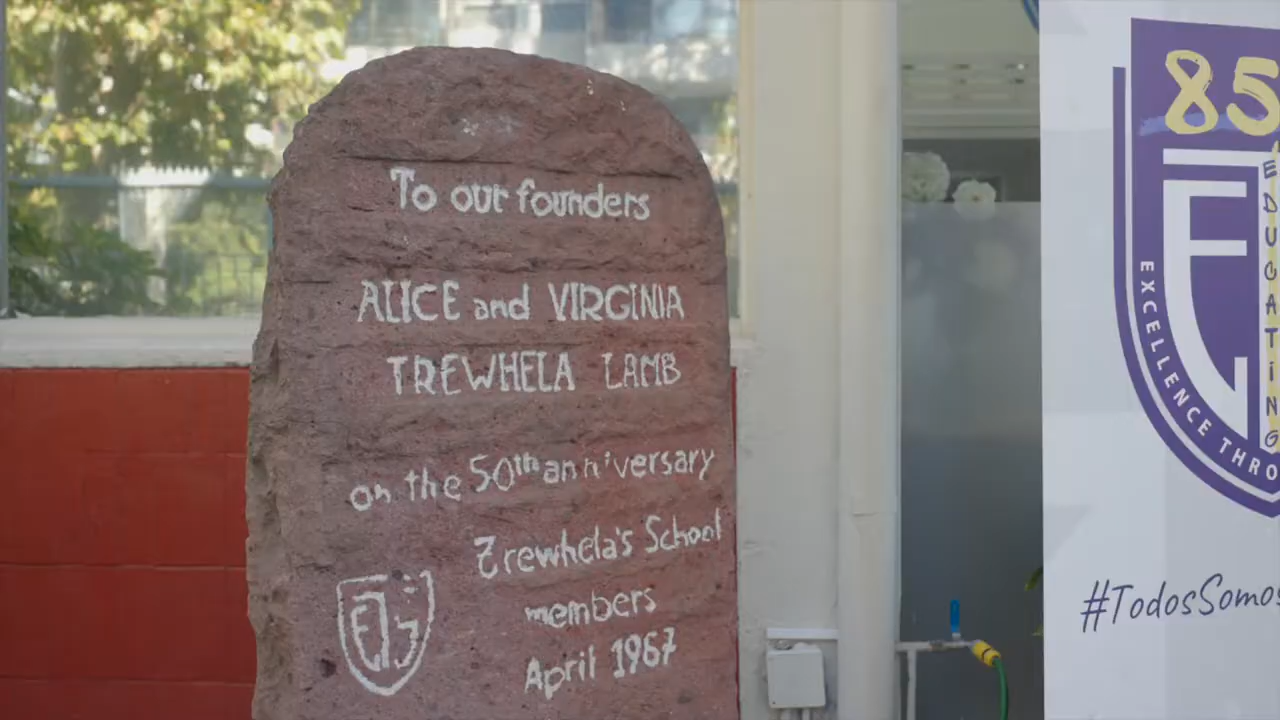 To our founders
ALICE and VIRGINIA
TREWHELA LAMB
on the 50th anniversary
Trewhela's School
members
April 1967
85
EDUCATING
EXCELLENCE THRO
#TodosSomos